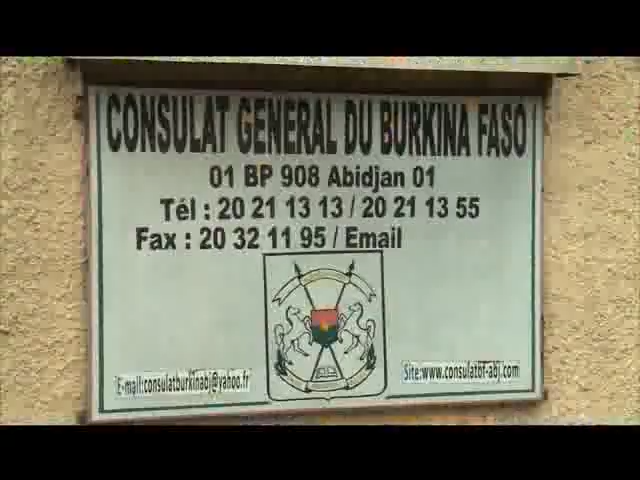 CONSULAT GENERAL DU BURKINA FASO
01 BP 908 Abidjan 01
Tél : 20 21 13 13 / 20 21 13 55
Fax : 20 32 11 95 / Email
E-mail:consulatburkinabj@yahoo.fr
Site:www.consulatbf-abj.com